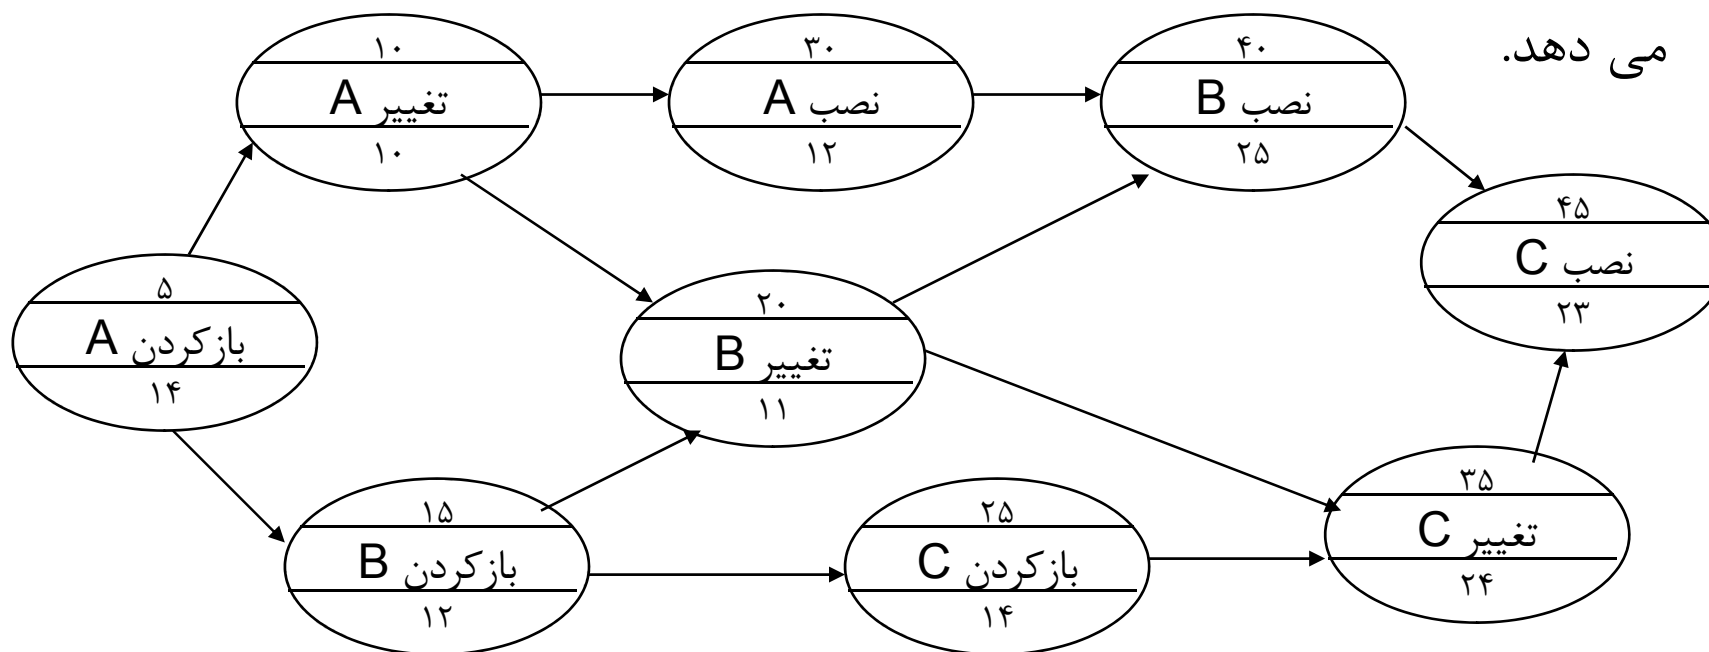 می دهد.
۱۰
تغییر A
۱۰
۳۰
نصب A
۱۲
۴۰
نصب B
۲۵
۴۵
نصب C
۲۳
۵
بازکردن A
۱۴
۲۰
تغییر B
۱۱
۱۵
بازکردن B
۱۲
۲۵
بازکردن C
۱۴
۳۵
تغییر C
۲۴